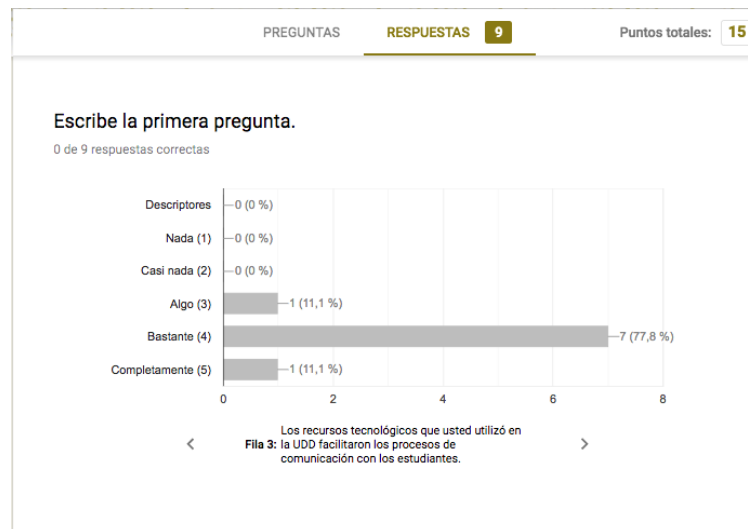 PREGUNTAS RESPUESTAS 9 Puntos totales: 15
Escribe la primera pregunta.
0 de 9 respuestas correctas
Descriptores 0 (0 %)
Nada (1) 0 (0 %)
Casi nada (2) 0 (0 %)
Algo (3) 1 (11,1 %)
Bastante (4) 7 (77,8 %)
Completamente (5) 1 (11,1 %)
0 2 4 6 8
Fila 3: Los recursos tecnológicos que usted utilizó en
la UDD facilitaron los procesos de
comunicación con los estudiantes.